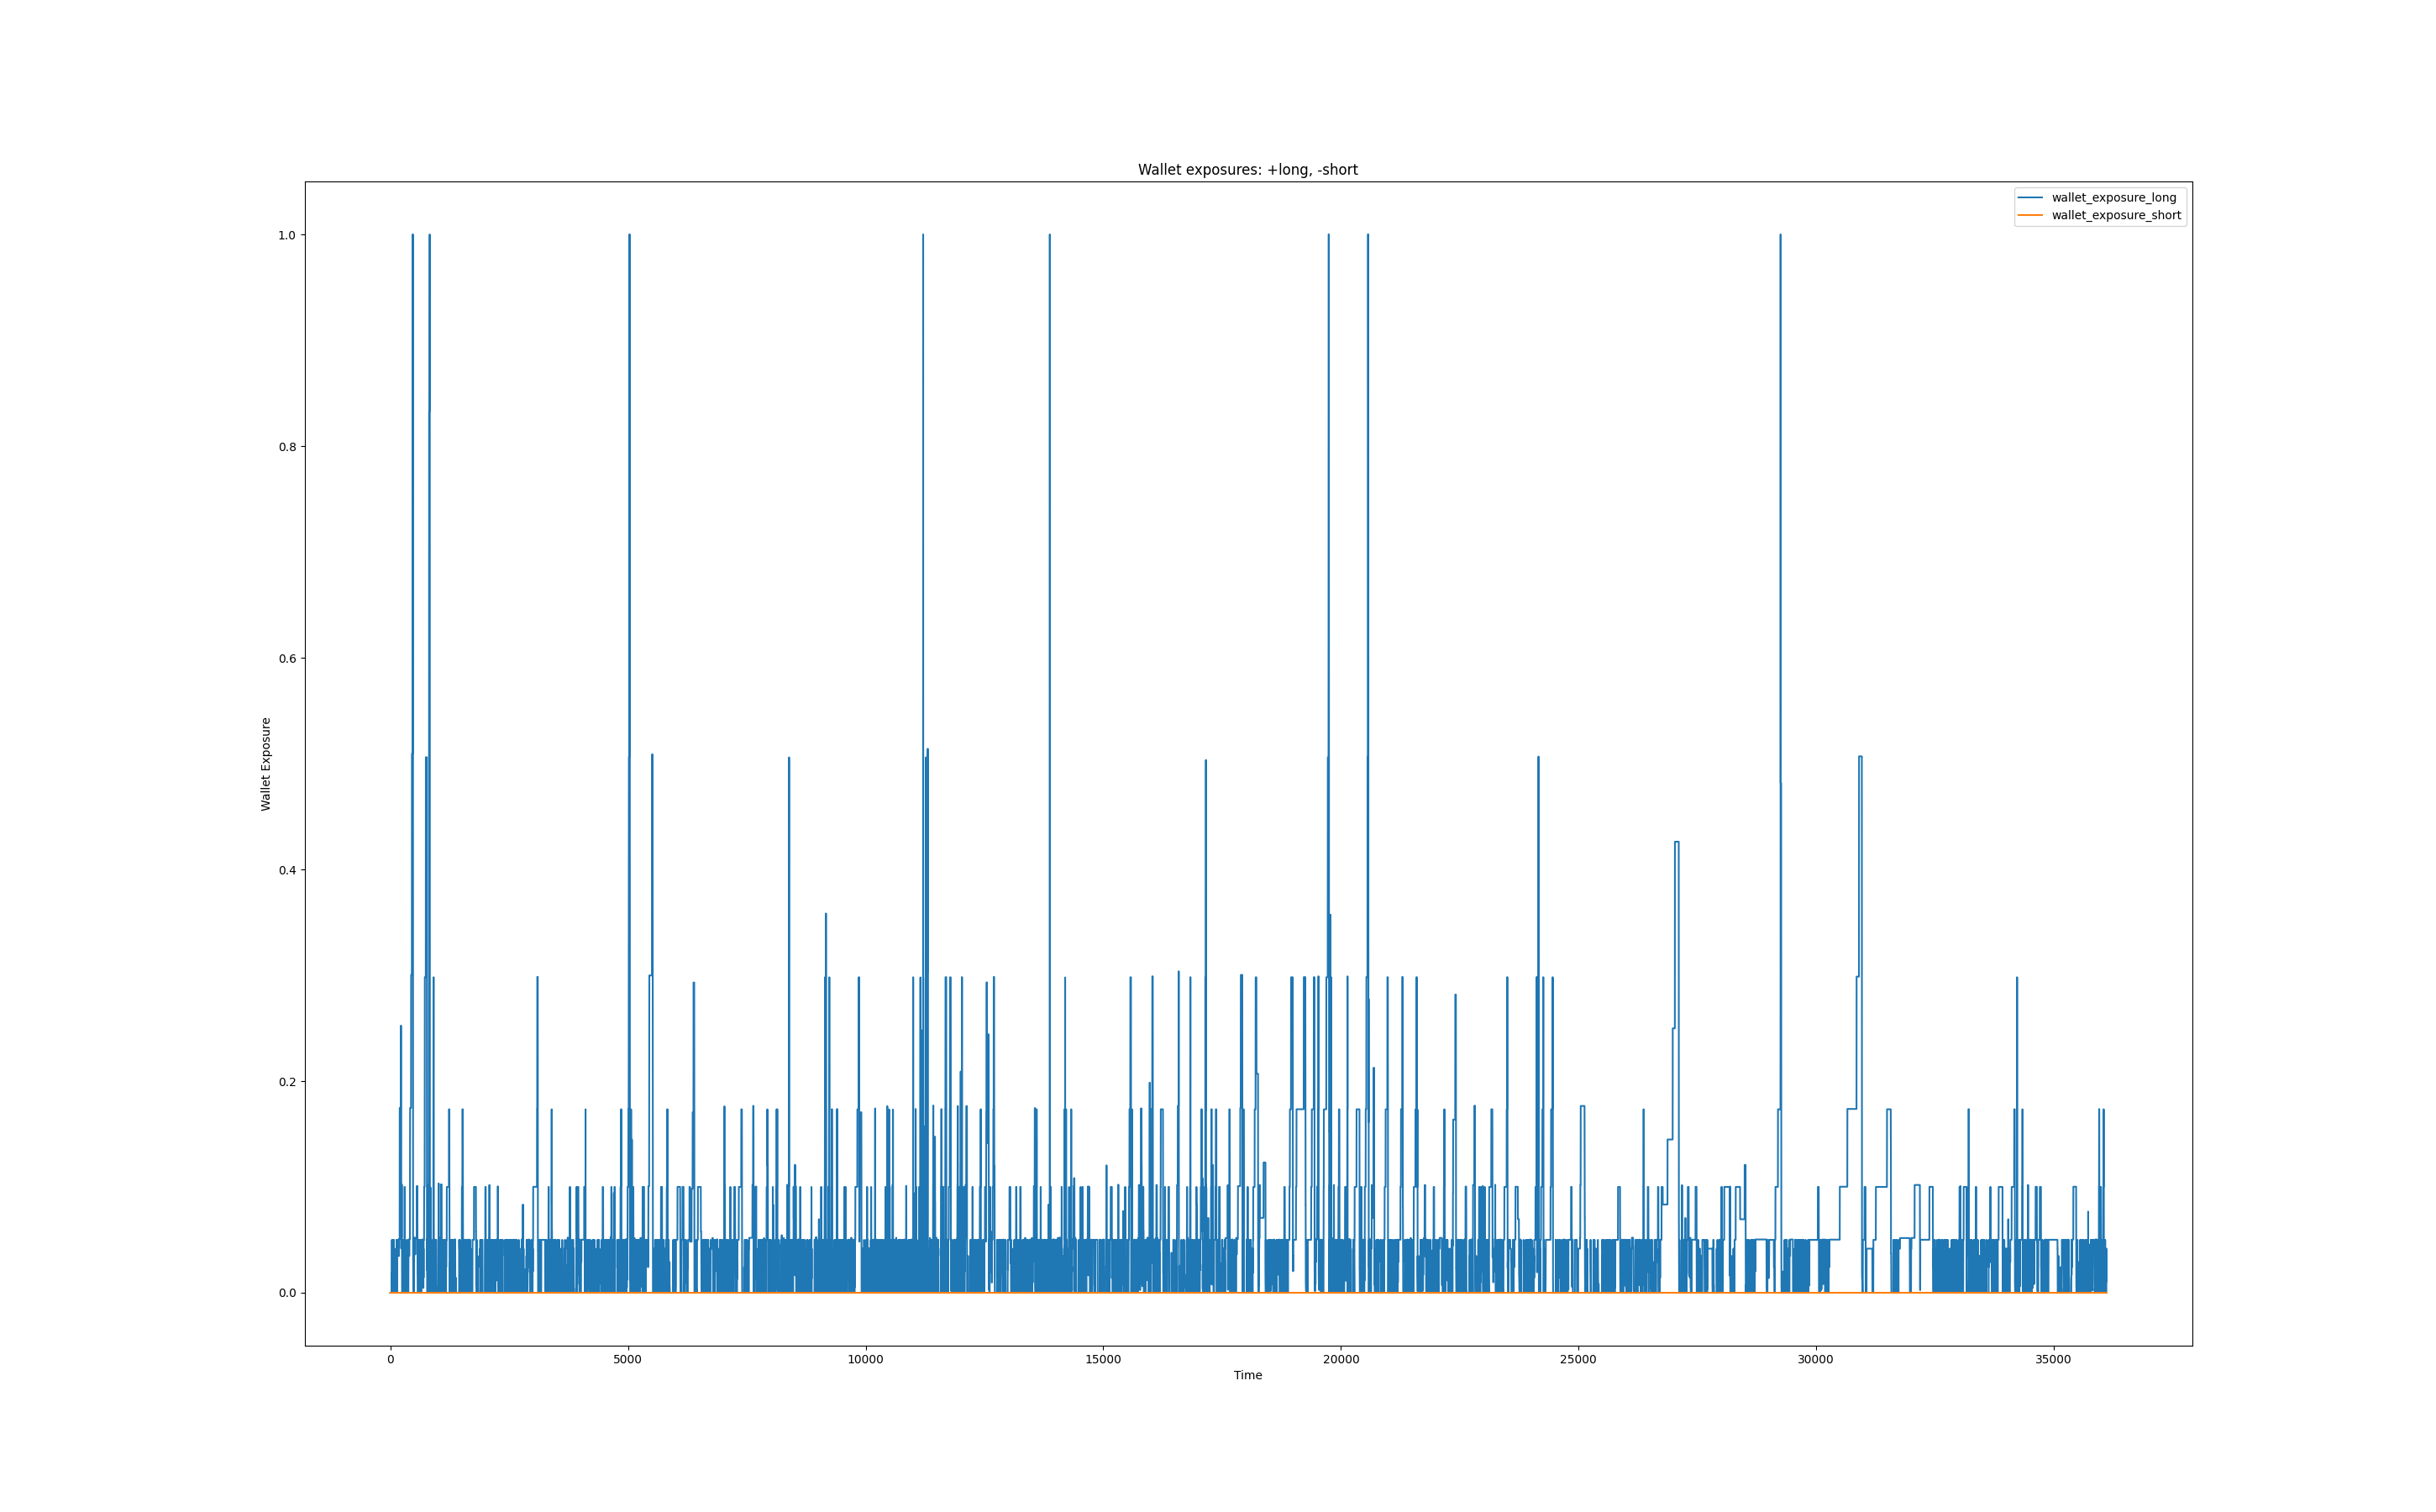 Wallet exposures: +long, -short
wallet_exposure_long
wallet_exposure_short
1.0
0.8
0.6
0.4
0.2
0.0
Wallet Exposure
0 5000 10000 15000 20000 25000 30000 35000
Time